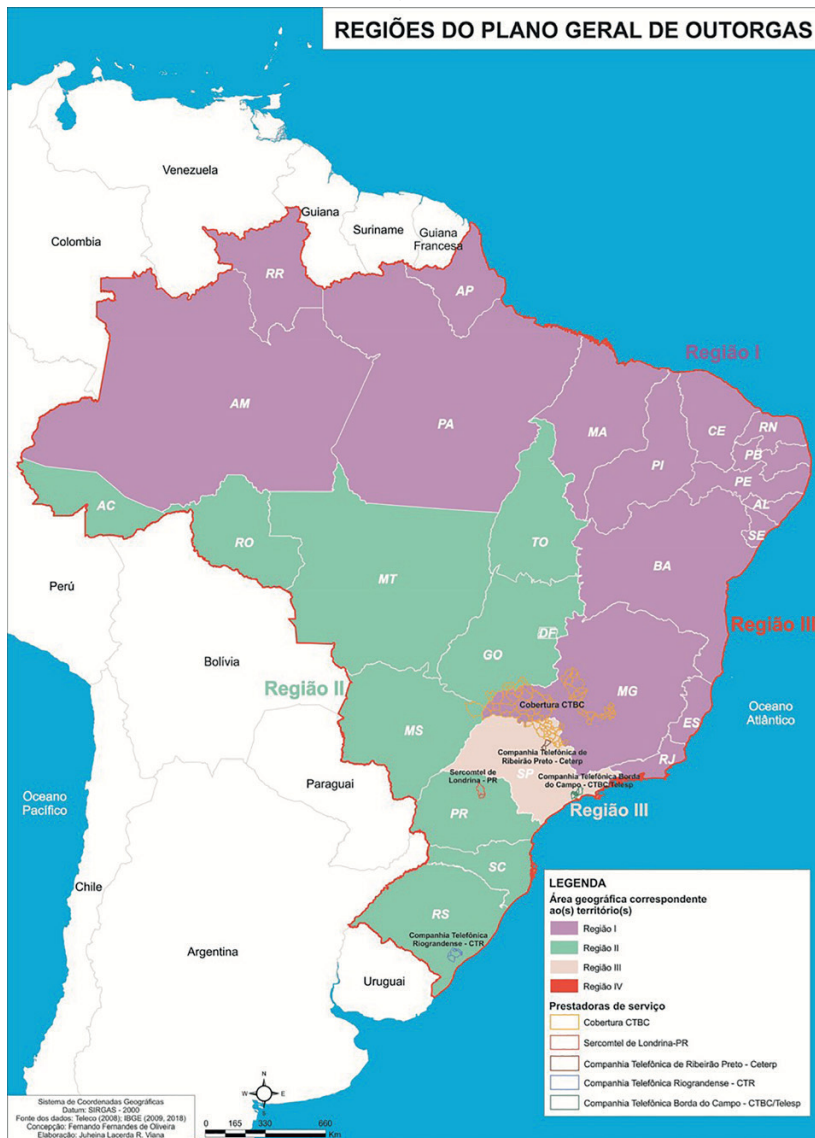 REGIÕES DO PLANO GERAL DE OUTORGAS
Venezuela
Guiana
Suriname
Guiana
Francesa
Colombia
RR
AP
Região I
AM
PA
MA
CE
RN
PB
PI
PE
AL
SE
AC
RO
TO
MT
BA
Perú
DF
GO
Região III
Bolívia
Região II
MG
Cobertura CTBC
ES
Oceano
Atlântico
MS
Companhia Telefônica de
Ribeirão Preto - Ceterp
RJ
Sercomtel de
Londrina - PR
SP
Companhia Telefônica Borda
do Campo - CTBC/Telesp
Paraguai
Oceano
Pacífico
PR
Região III
SC
Chile
RS
Companhia Telefônica
Riograndense - CTR
Argentina
Uruguai
LEGENDA
Área geográfica correspondente
ao(s) território(s)
Região I
Região II
Região III
Região IV
Prestadoras de serviço
Cobertura CTBC
Sercomtel de Londrina-PR
Companhia Telefônica de Ribeirão Preto - Ceterp
Companhia Telefônica Riograndense - CTR
Companhia Telefônica Borda do Campo - CTBC/Telesp
N
W E
S
Sistema de Coordenadas Geográficas
Datum: SIRGAS - 2000
Fonte dos dados: Teleco (2008); IBGE (2009, 2018)
Concepção: Fernando Fernandes de Oliveira
Elaboração: Juheina Lacerda R. Viana
0 165 330 660
Km